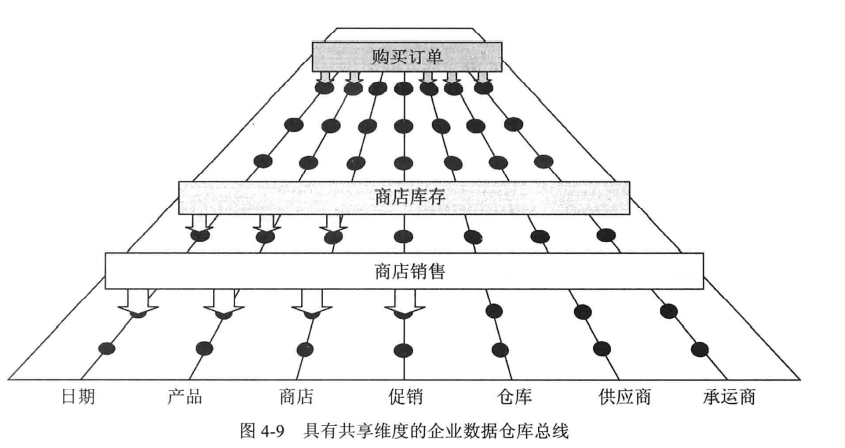 购买订单
商店库存
商店销售
日期 产品 商店 促销 仓库 供应商 承运商
图 4-9 具有共享维度的企业数据仓库总线